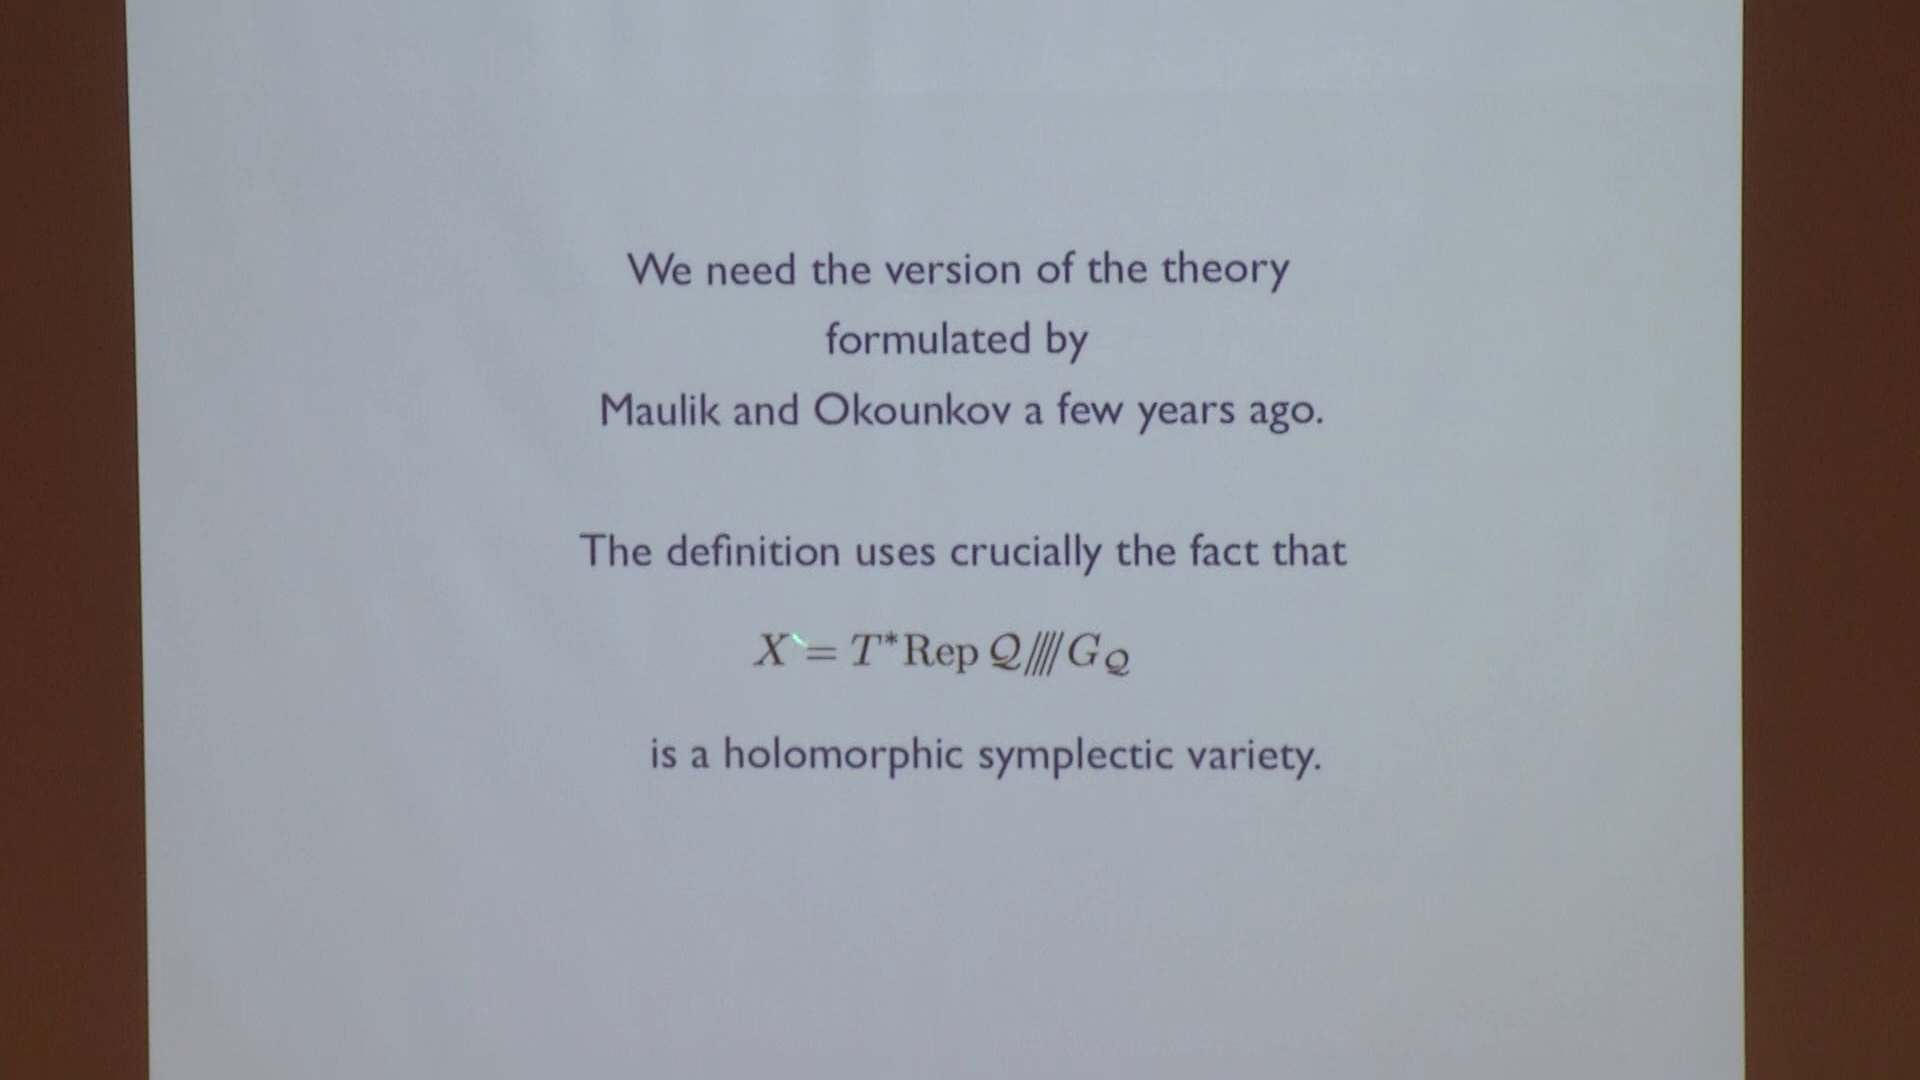 We need the version of the theory
formulated by
Maulik and Okounkov a few years ago.
The definition uses crucially the fact that
X = T*Rep 𝒬////G_𝒬
is a holomorphic symplectic variety.